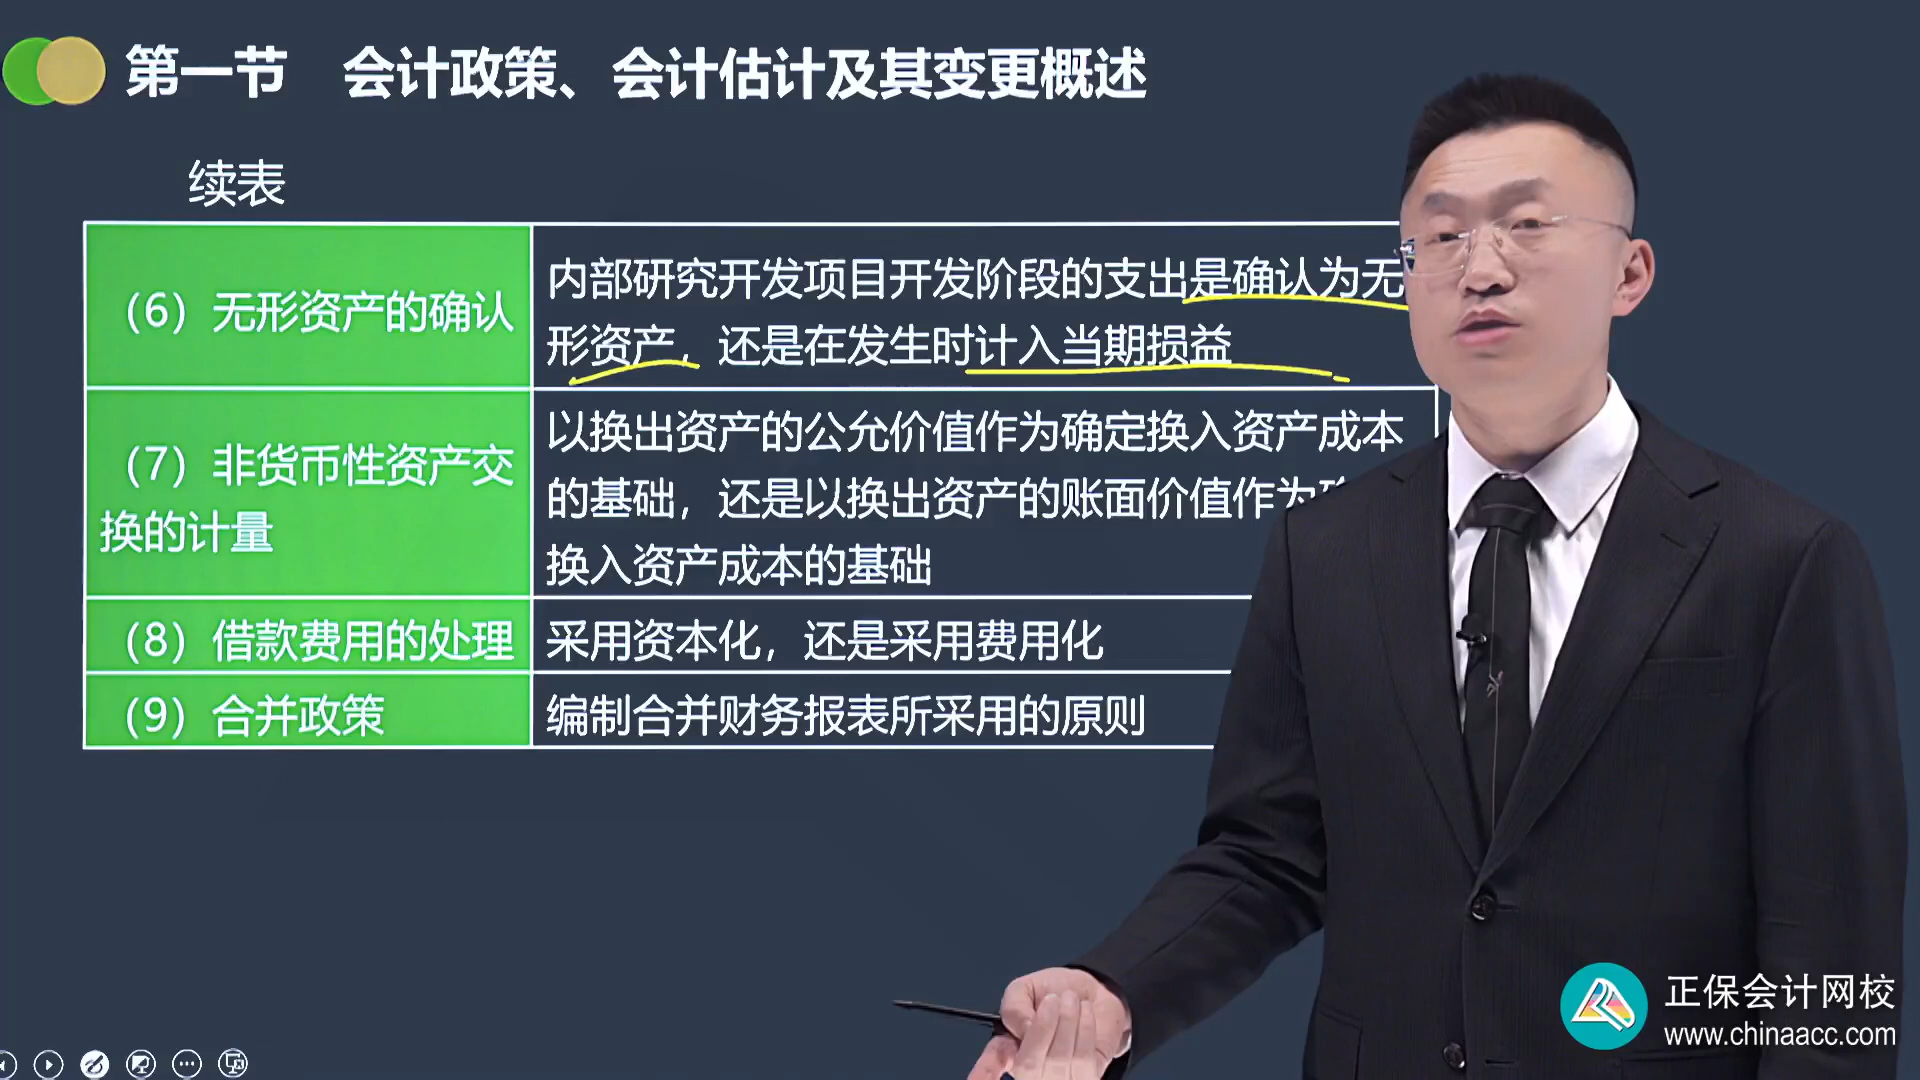 第一节 会计政策、会计估计及其变更概述
续表
（6）无形资产的确认
内部研究开发项目开发阶段的支出是确认为无
形资产，还是在发生时计入当期损益
（7）非货币性资产交
换的计量
以换出资产的公允价值作为确定换入资产成本
的基础，还是以换出资产的账面价值作为
换入资产成本的基础
（8）借款费用的处理
采用资本化，还是采用费用化
（9）合并政策
编制合并财务报表所采用的原则
正保会计网校
www.chinaacc.com